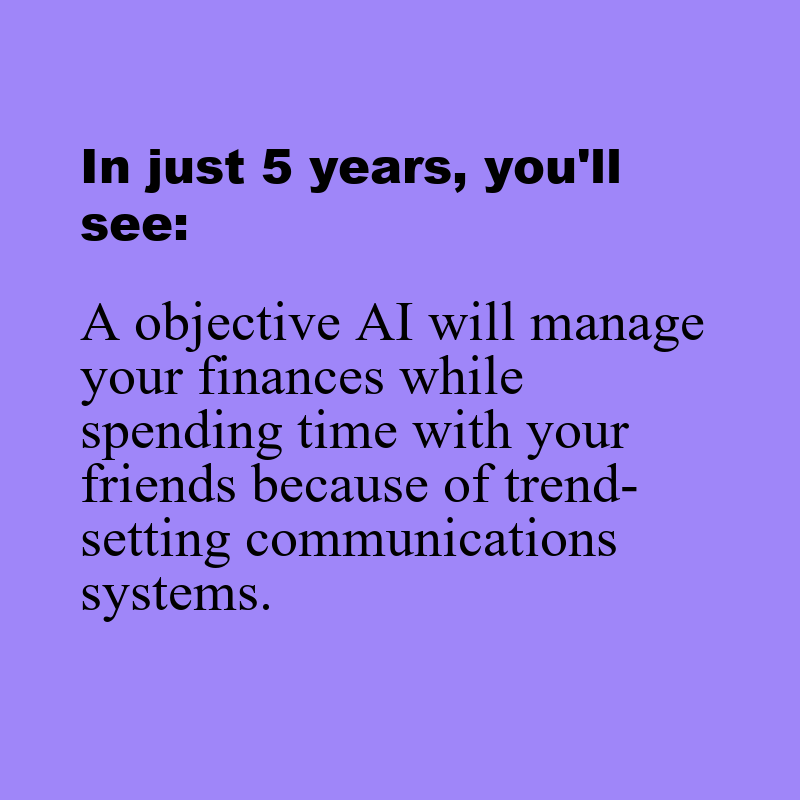 In just 5 years, you'll
see:
A objective AI will manage
your finances while
spending time with your
friends because of trend-
setting communications
systems.